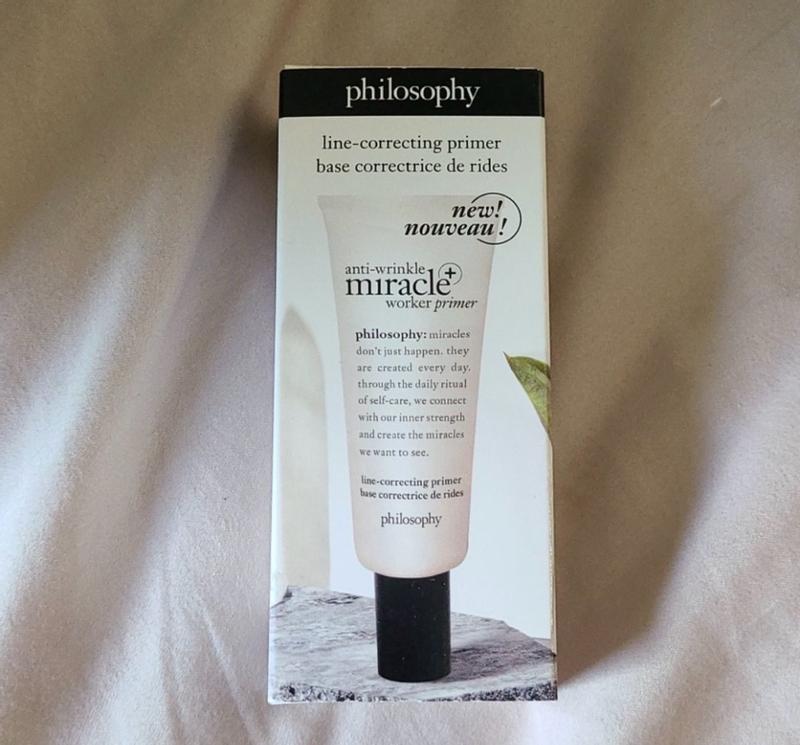 philosophy
line-correcting primer
base correctrice de rides
new!
nouveau!
anti-wrinkle
miracle+
worker primer
philosophy: miracles
don't just happen. they
are created every day.
through the daily ritual
of self-care, we connect
with our inner strength
and create the miracles
we want to see.
line-correcting primer
base correctrice de rides
philosophy